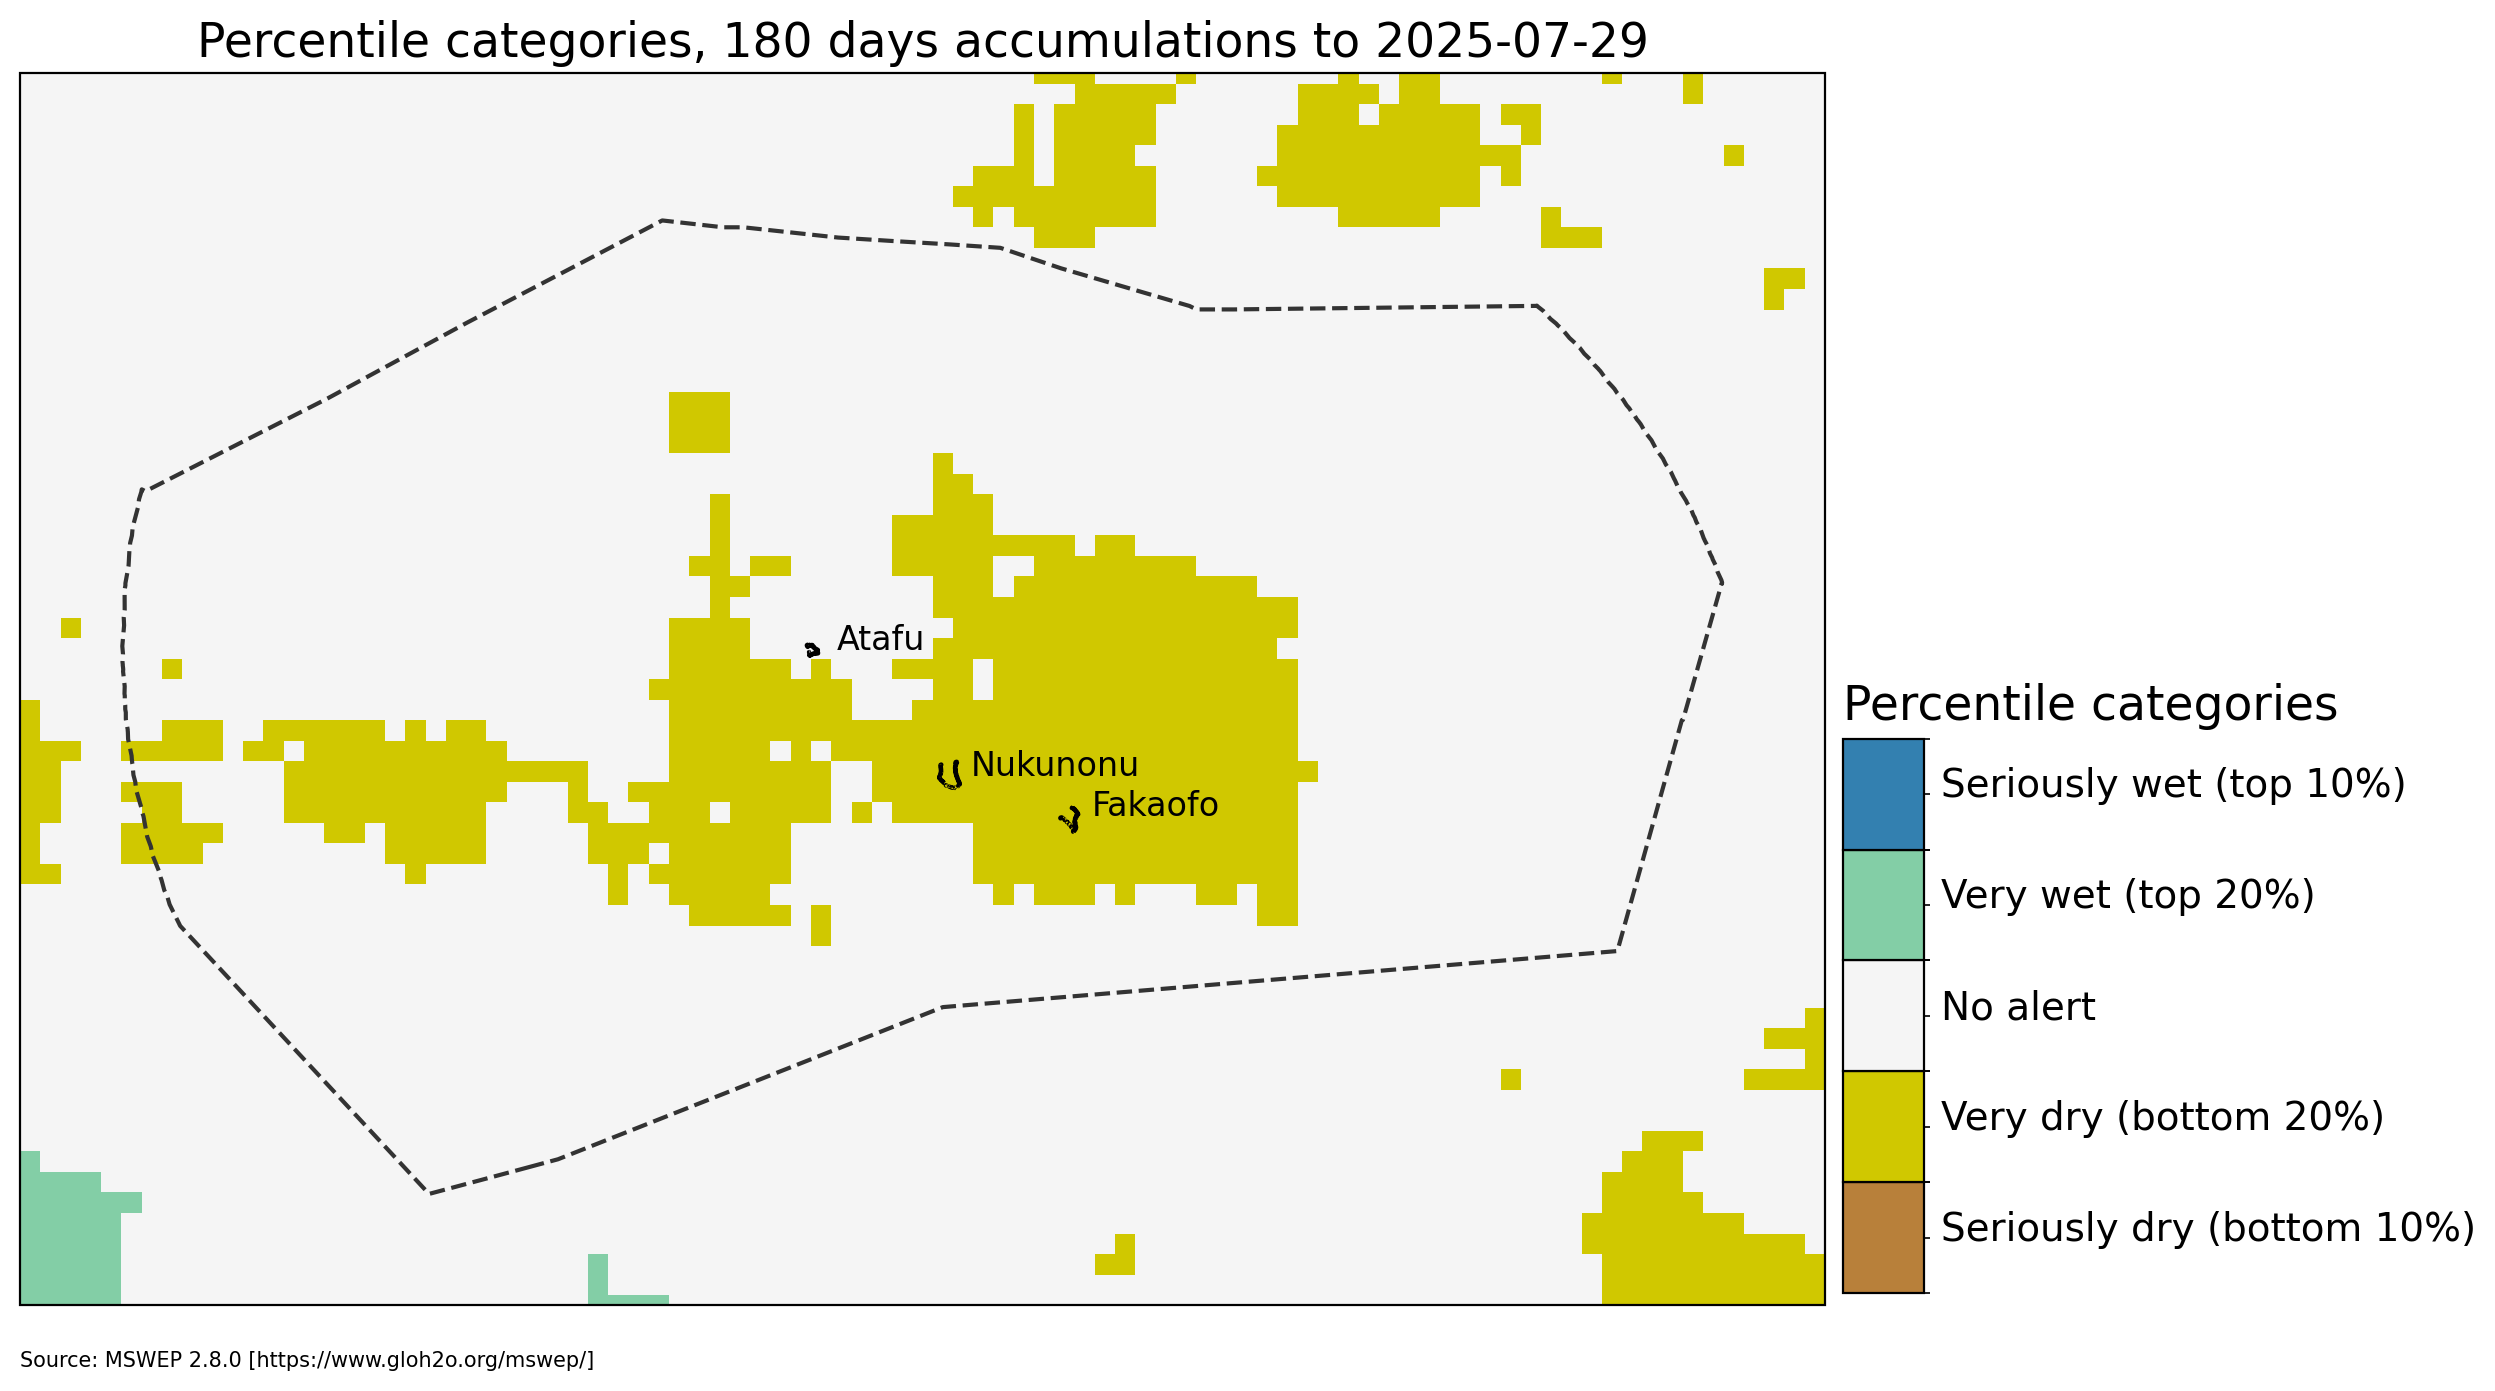 Percentile categories, 180 days accumulations to 2025-07-29
Atafu
Nukunonu
Fakaofo
Percentile categories
Seriously wet (top 10%)
Very wet (top 20%)
No alert
Very dry (bottom 20%)
Seriously dry (bottom 10%)
Source: MSWEP 2.8.0 [https://www.gloh2o.org/mswep/]